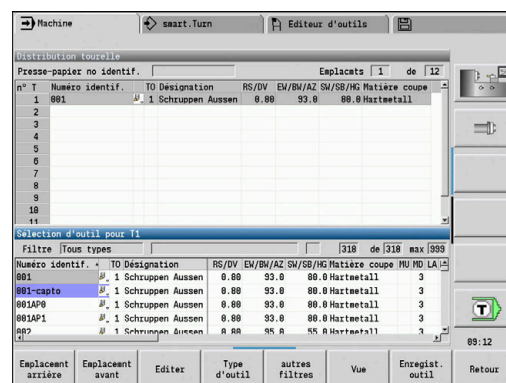 Machine smart.Turn Editeur d'outils
Distribution tourelle
Presse-papier no identif. Emplacmts 1 de 12
n° T Numéro identif. TO Désignation RS/DV EW/BW/AZ SW/SB/HG Matière coupe
1 001 1 Schruppen Aussen 0.80 93.0 80.0 Hartmetall
2
3
4
5
6
7
8
9
10
11
Sélection d'outil pour T1
Filtre Tous types 318 de 318 max 999
Numéro identif. TO Désignation RS/DV EW/BW/AZ SW/SB/HG Matière coupe MU MD LA
001 1 Schruppen Aussen 0.80 93.0 80.0 Hartmetall 3
001-capto 1 Schruppen Aussen 0.80 93.0 80.0 Hartmetall 3
001AP0 1 Schruppen Aussen 0.80 93.0 80.0 Hartmetall 3
001AP1 1 Schruppen Aussen 0.80 93.0 80.0 Hartmetall 3
002 1 Schruppen Aussen 0.80 95.0 55.0 Hartmetall 3
T
09:12
Emplacemnt arrière
Emplacemnt avant
Editer
Type d'outil
autres filtres
Vue
Enregist. outil
Retour